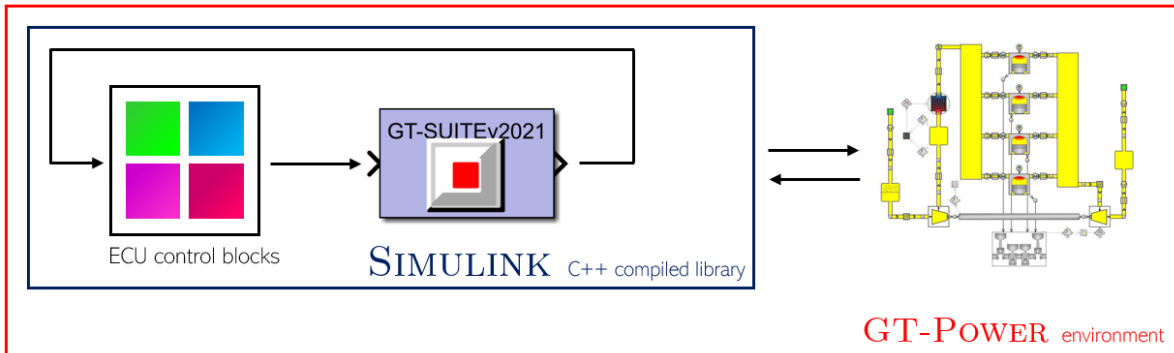 GT-SUITEv2021
ECU control blocks
SIMULINK C++ compiled library
GT-POWER environment